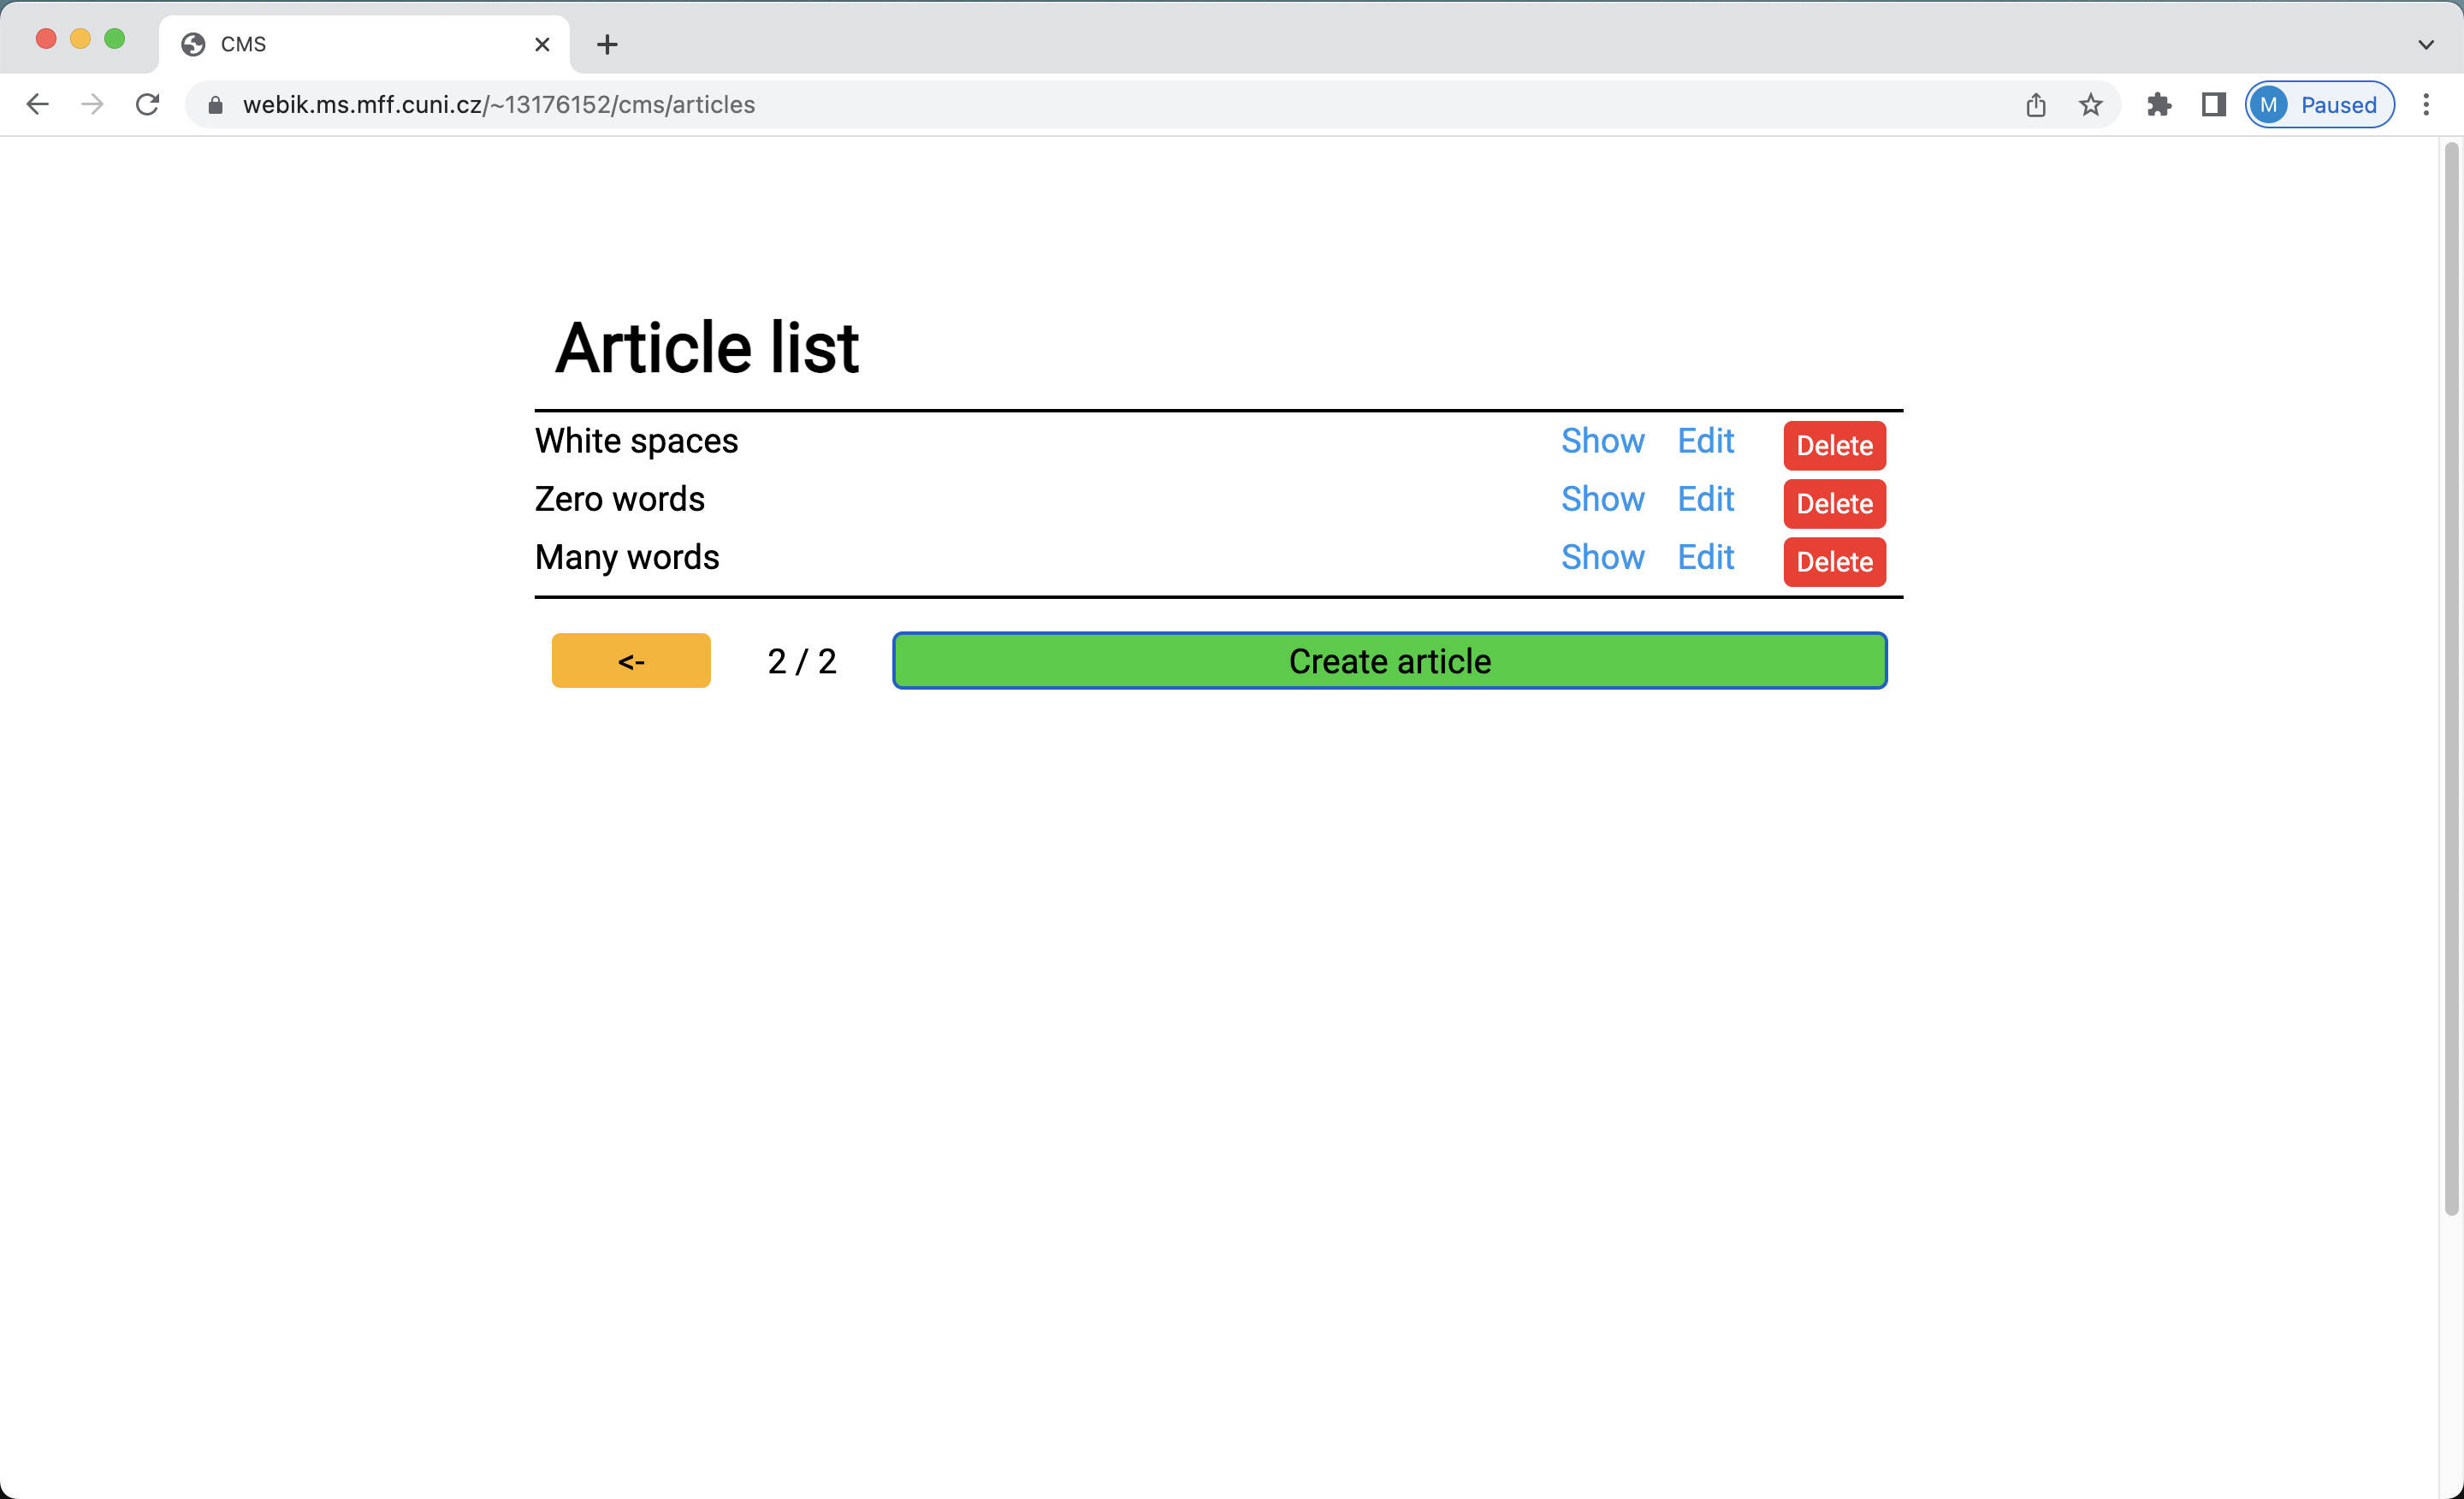 CMS
webik.ms.mff.cuni.cz/~13176152/cms/articles
M Paused
Article list
White spaces Show Edit Delete
Zero words Show Edit Delete
Many words Show Edit Delete
<- 2 / 2 Create article